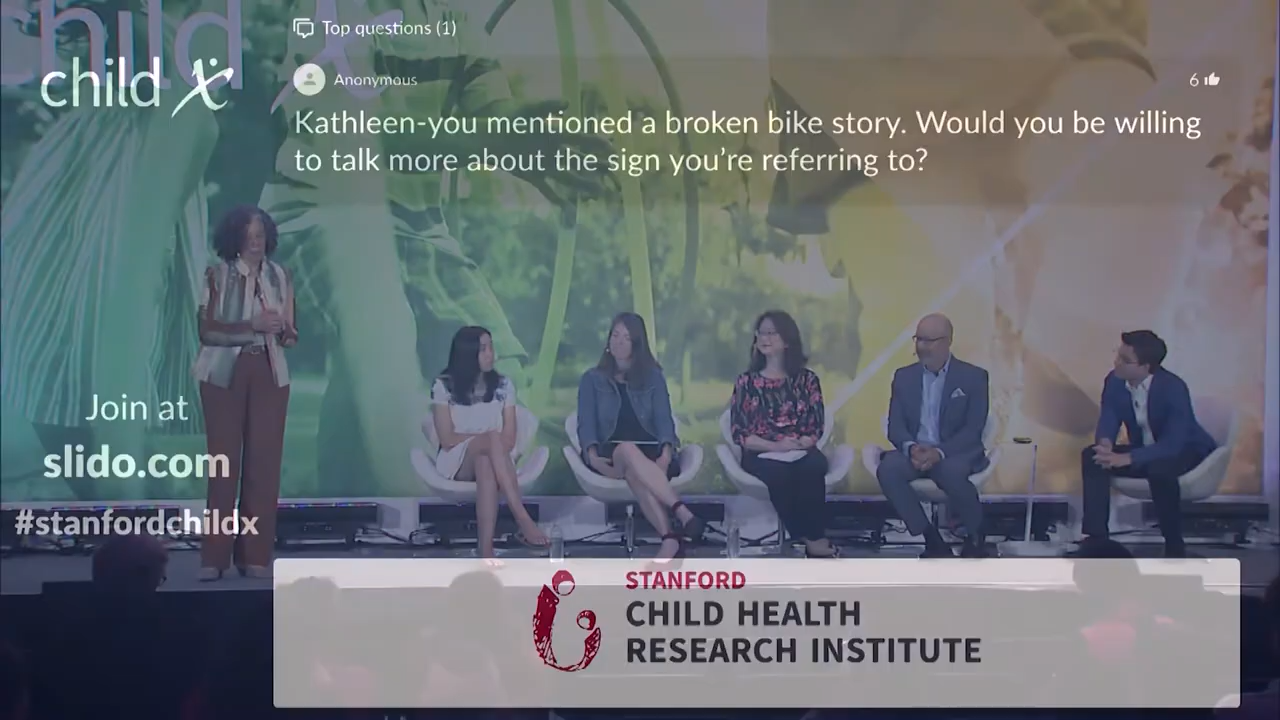 child x
Top questions (1)
Anonymous
6
Kathleen-you mentioned a broken bike story. Would you be willing
to talk more about the sign you’re referring to?
Join at
slido.com
#stanfordchildx
STANFORD
CHILD HEALTH
RESEARCH INSTITUTE